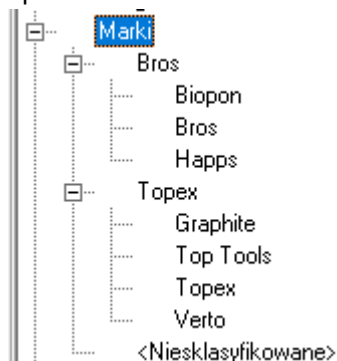 Marki
Bros
Biopon
Bros
Happs
Topex
Graphite
Top Tools
Topex
Verto
<Niesklasyfikowane>